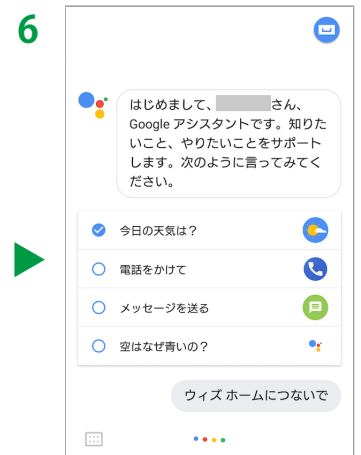 6
はじめまして、 さん、
Google アシスタントです。知りた
いこと、やりたいことをサポート
します。次のように言ってみてく
ださい。
今日の天気は？
電話をかけて
メッセージを送る
空はなぜ青いの？
ウィズ ホームにつないで